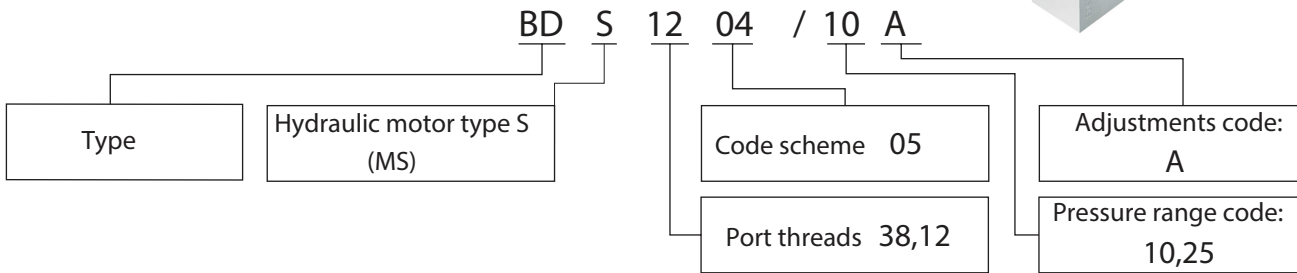 BD S 12 04 / 10 A
Type
Hydraulic motor type S
(MS)
Code scheme 05
Adjustments code:
A
Port threads 38,12
Pressure range code:
10,25